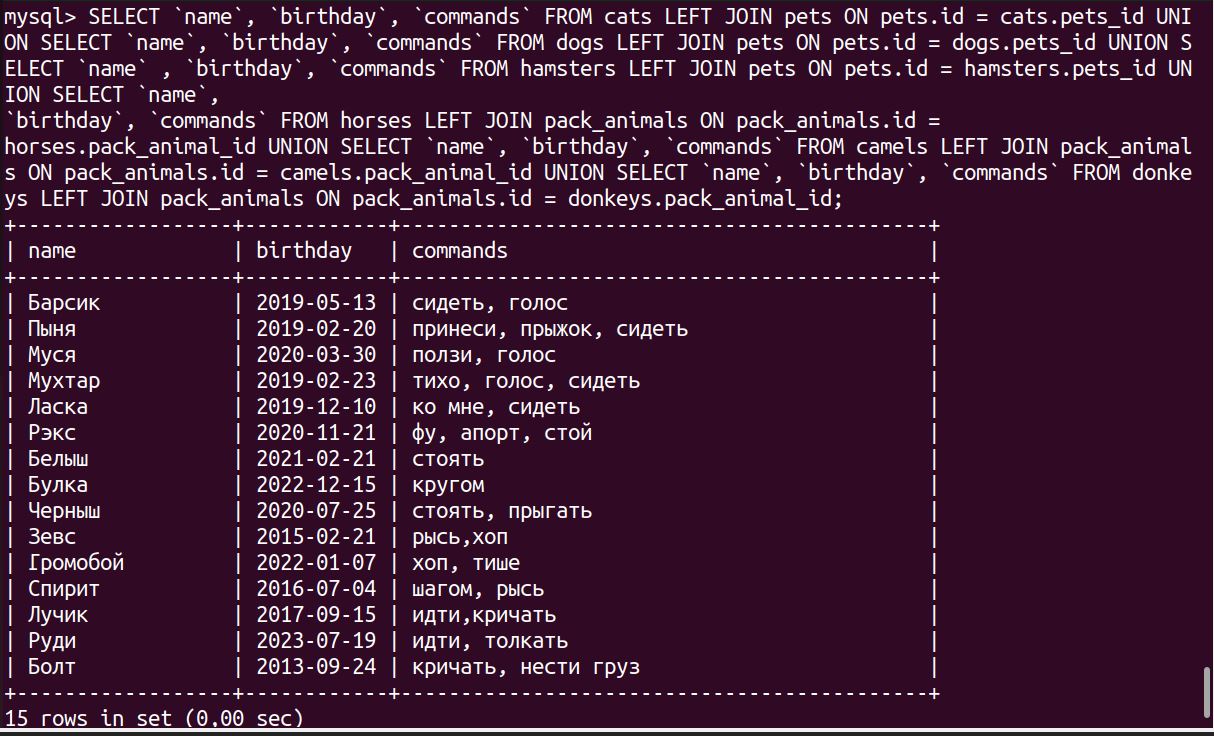 mysql> SELECT `name`, `birthday`, `commands` FROM cats LEFT JOIN pets ON pets.id = cats.pets_id UNI
ON SELECT `name`, `birthday`, `commands` FROM dogs LEFT JOIN pets ON pets.id = dogs.pets_id UNION S
ELECT `name` , `birthday`, `commands` FROM hamsters LEFT JOIN pets ON pets.id = hamsters.pets_id UN
ION SELECT `name`,
`birthday`, `commands` FROM horses LEFT JOIN pack_animals ON pack_animals.id =
horses.pack_animal_id UNION SELECT `name`, `birthday`, `commands` FROM camels LEFT JOIN pack_animal
s ON pack_animals.id = camels.pack_animal_id UNION SELECT `name`, `birthday`, `commands` FROM donke
ys LEFT JOIN pack_animals ON pack_animals.id = donkeys.pack_animal_id;
+------------------+------------+--------------------------------------------+
| name             | birthday   | commands                                   |
+------------------+------------+--------------------------------------------+
| Барсик           | 2019-05-13 | сидеть, голос                              |
| Пыня             | 2019-02-20 | принеси, прыжок, сидеть                    |
| Муся             | 2020-03-30 | ползи, голос                               |
| Мухтар           | 2019-02-23 | тихо, голос, сидеть                        |
| Ласка            | 2019-12-10 | ко мне, сидеть                             |
| Рэкс             | 2020-11-21 | фу, апорт, стой                            |
| Белыш            | 2021-02-21 | стоять                                     |
| Булка            | 2022-12-15 | кругом                                     |
| Черныш           | 2020-07-25 | стоять, прыгать                            |
| Зевс             | 2015-02-21 | рысь,хоп                                   |
| Громобой         | 2022-01-07 | хоп, тише                                  |
| Спирит           | 2016-07-04 | шагом, рысь                                |
| Лучик            | 2017-09-15 | идти,кричать                               |
| Руди             | 2023-07-19 | идти, толкать                              |
| Болт             | 2013-09-24 | кричать, нести груз                        |
+------------------+------------+--------------------------------------------+
15 rows in set (0,00 sec)